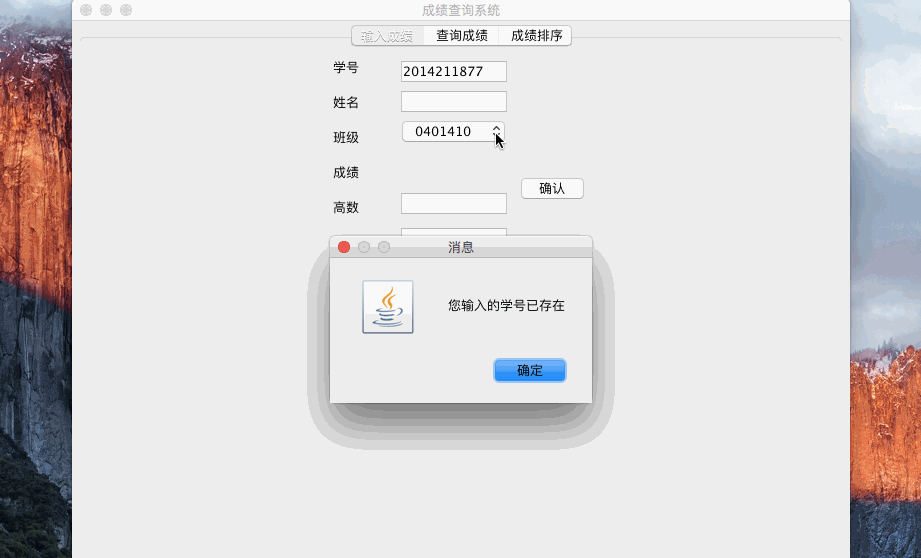 成绩查询系统
输入成绩 查询成绩 成绩排序
学号 2014211877
姓名
班级 0401410
成绩
确认
高数
消息
您输入的学号已存在
确定